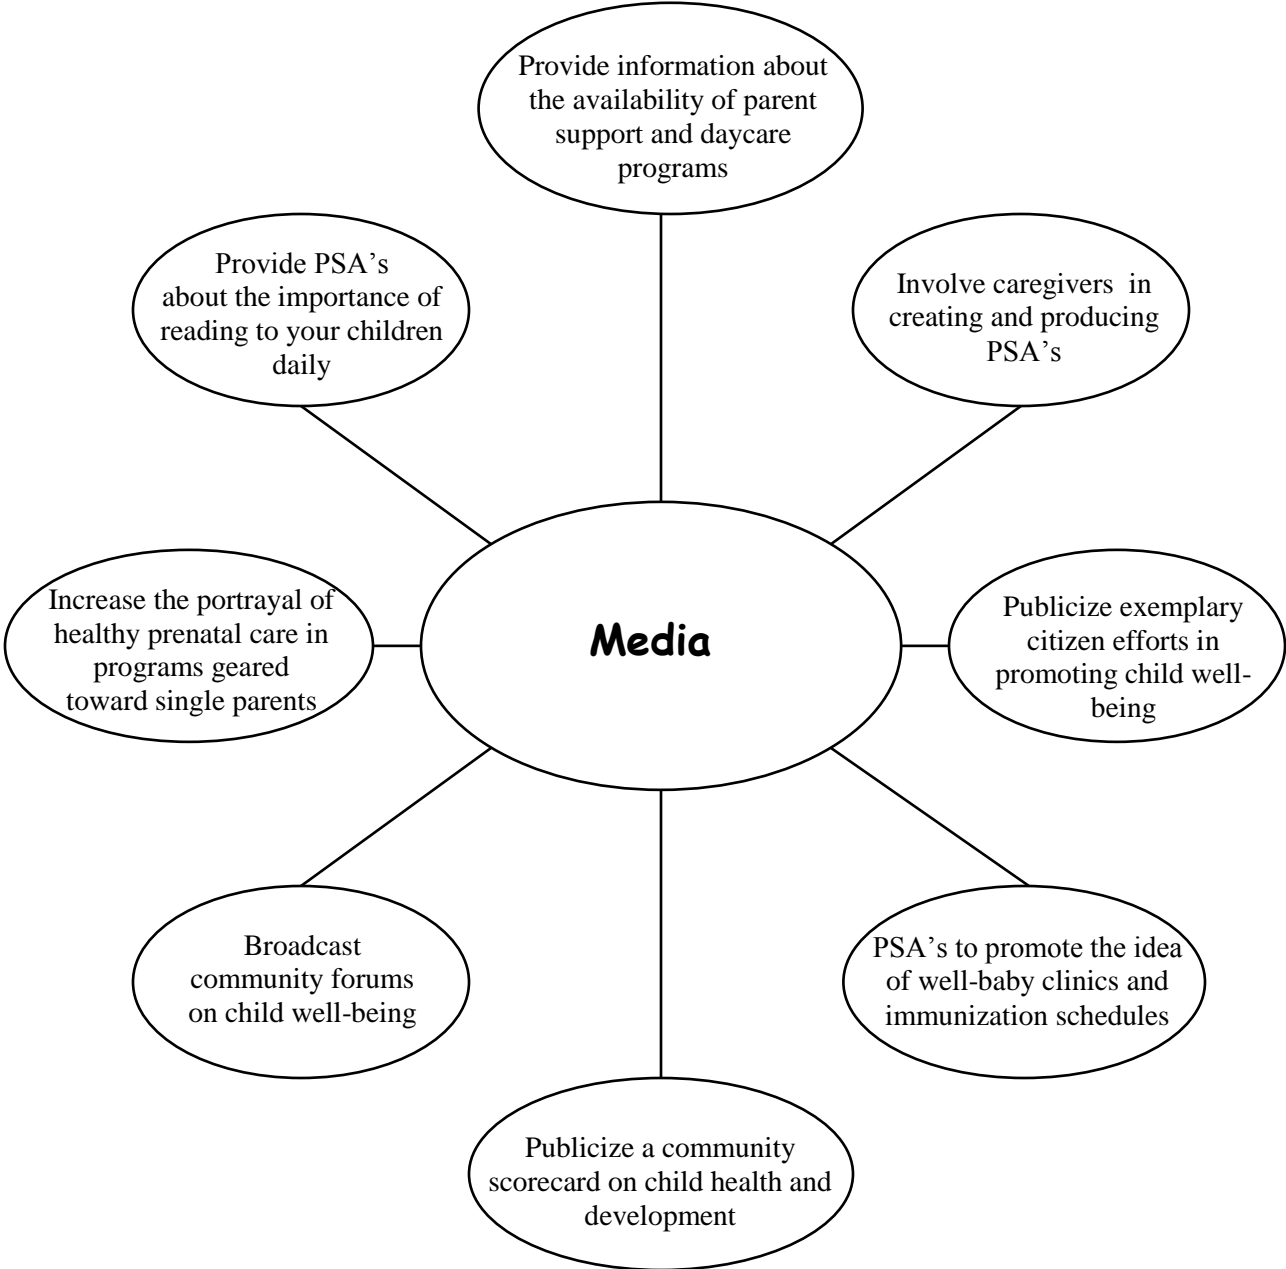 Provide information about
the availability of parent
support and daycare
programs
Provide PSA’s
about the importance of
reading to your children
daily
Involve caregivers  in
creating and producing
PSA’s
Increase the portrayal of
healthy prenatal care in
programs geared
toward single parents
Media
Publicize exemplary
citizen efforts in
promoting child well-
being
Broadcast
community forums
on child well-being
PSA’s to promote the idea
of well-baby clinics and
immunization schedules
Publicize a community
scorecard on child health and
development